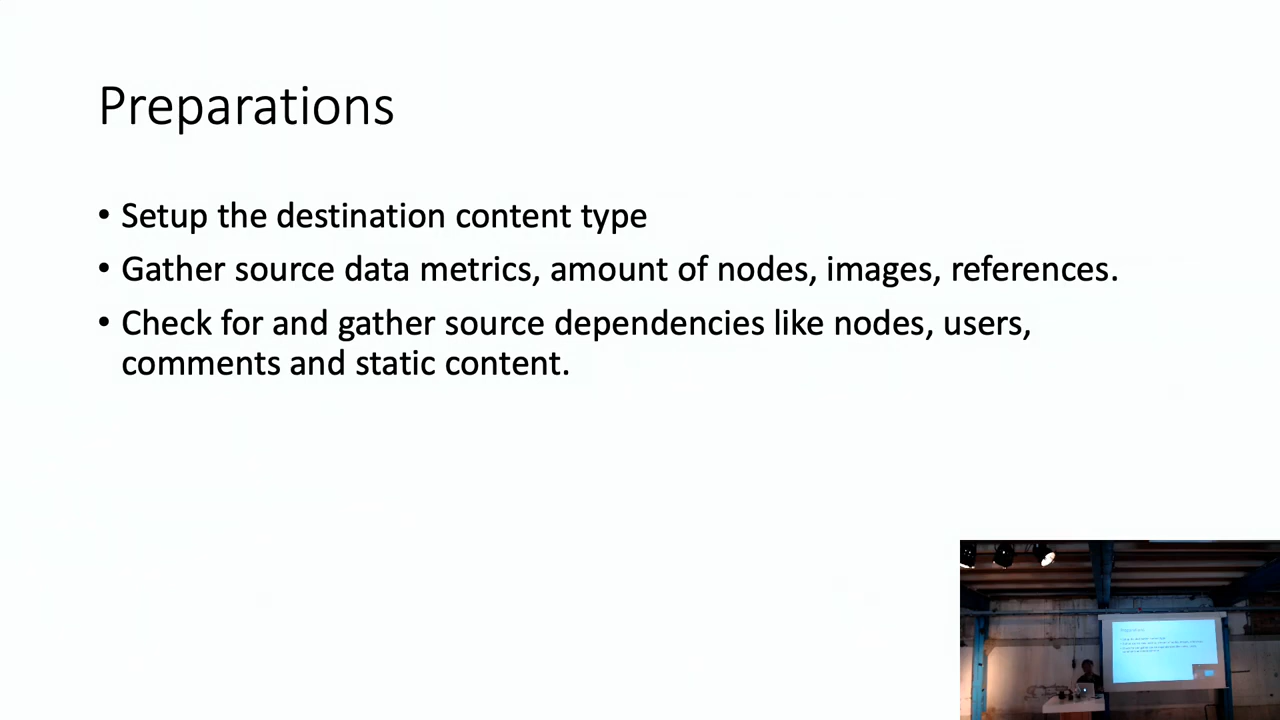 Preparations
• Setup the destination content type
• Gather source data metrics, amount of nodes, images, references.
• Check for and gather source dependencies like nodes, users,
comments and static content.